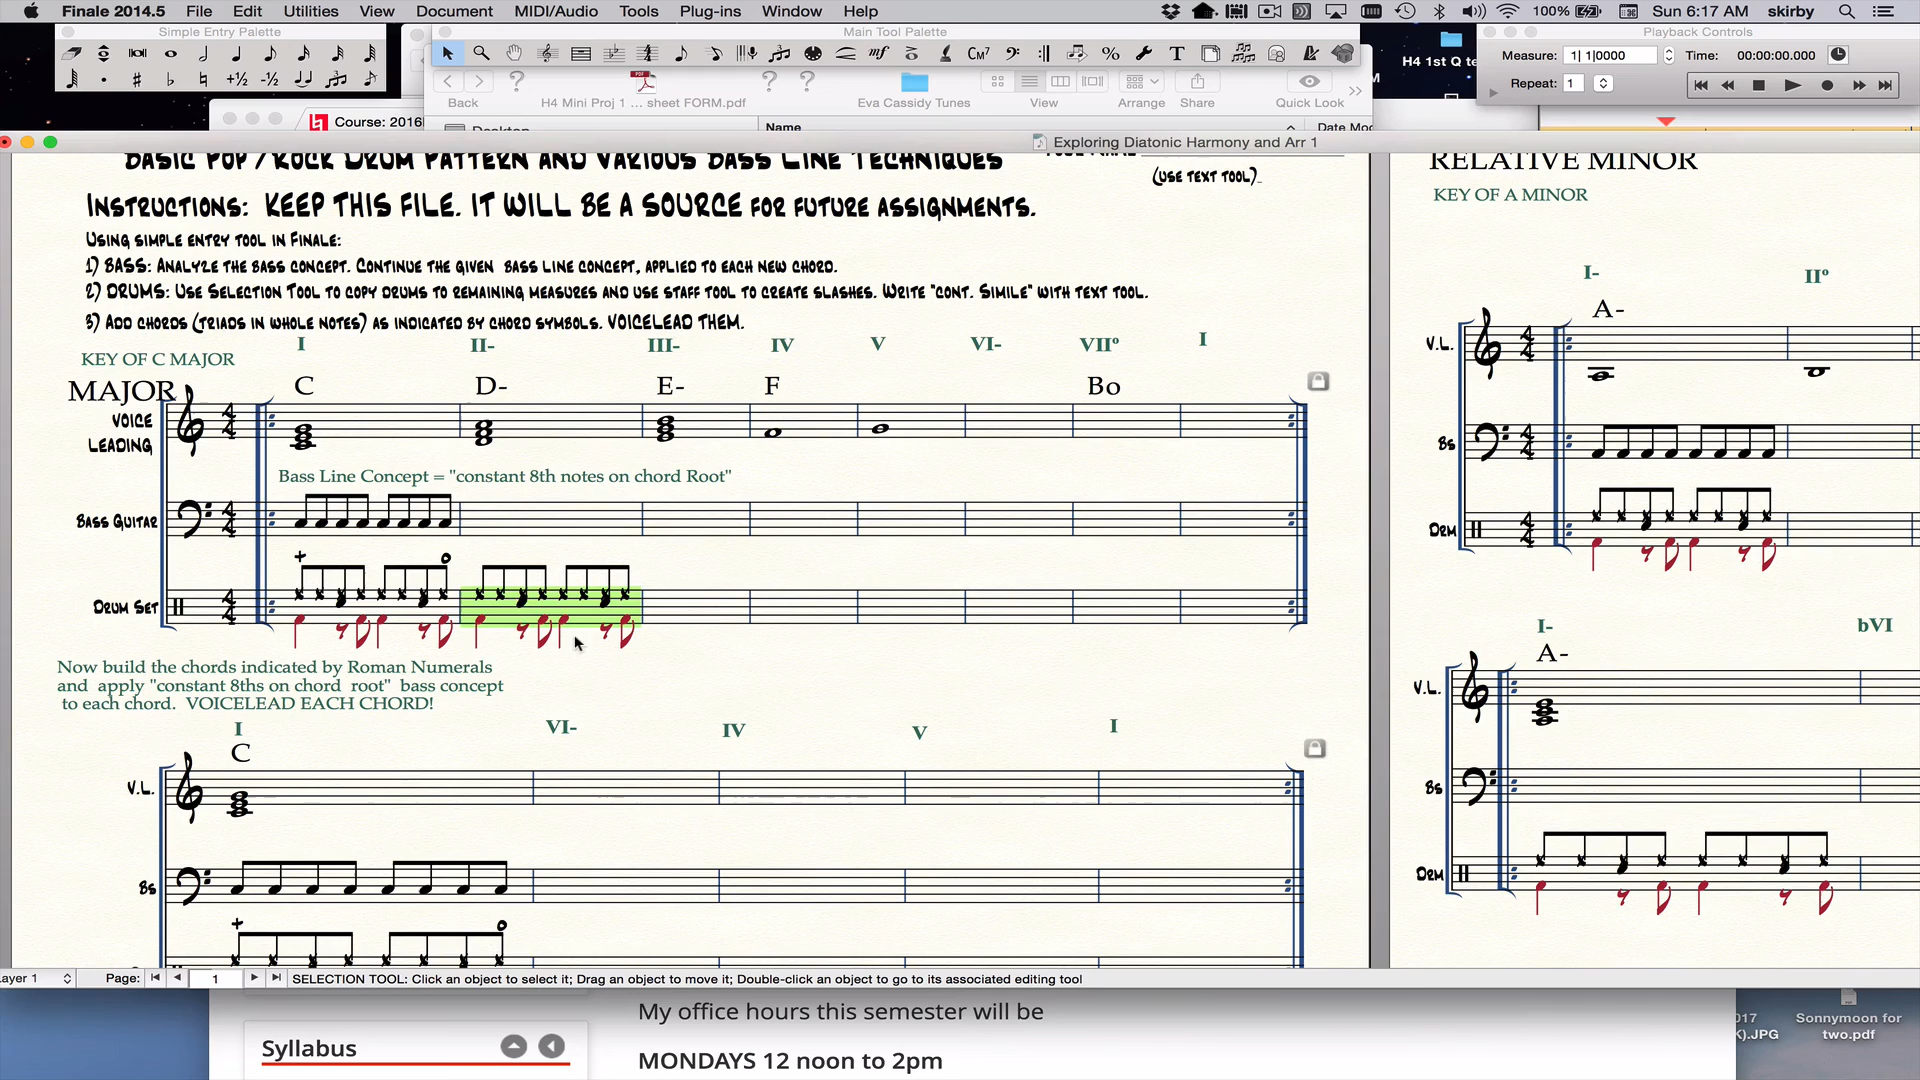 Finale 2014.5 File Edit Utilities View Document MIDI/Audio Tools Plug-ins Window Help 100% Sun 6:17 AM skirby
Simple Entry Palette
Main Tool Palette
Playback Controls
Measure: 1| 1|0000 Time: 00:00:00.000
Repeat: 1
H4 1st Q te
CM7
Back H4 Mini Proj 1 ... sheet FORM.pdf Eva Cassidy Tunes View Arrange Share Quick Look
Course: 2016
Desktop
Name
Date Mod
Exploring Diatonic Harmony and Arr 1
BASIC POP/ROCK DRUM PATTERN AND VARIOUS BASS LINE TECHNIQUES
(USE TEXT TOOL)
INSTRUCTIONS: KEEP THIS FILE. IT WILL BE A SOURCE FOR FUTURE ASSIGNMENTS.
USING SIMPLE ENTRY TOOL IN FINALE:
1) BASS: ANALYZE THE BASS CONCEPT. CONTINUE THE GIVEN BASS LINE CONCEPT, APPLIED TO EACH NEW CHORD.
2) DRUMS: USE SELECTION TOOL TO COPY DRUMS TO REMAINING MEASURES AND USE STAFF TOOL TO CREATE SLASHES. WRITE "CONT. SIMILE" WITH TEXT TOOL.
3) ADD CHORDS (TRIADS IN WHOLE NOTES) AS INDICATED BY CHORD SYMBOLS. VOICELEAD THEM.
KEY OF C MAJOR
I II- III- IV V VI- VIIº I
MAJOR
C D- E- F Bo
VOICE
LEADING
Bass Line Concept = "constant 8th notes on chord Root"
BASS GUITAR
DRUM SET
Now build the chords indicated by Roman Numerals
and apply "constant 8ths on chord root" bass concept
to each chord. VOICELEAD EACH CHORD!
I VI- IV V I
C
V.L.
BS
RELATIVE MINOR
KEY OF A MINOR
I- IIº
A-
V.L.
BS
DRM
I- bVI
A-
V.L.
BS
DRM
ayer 1 Page: 1 SELECTION TOOL: Click an object to select it; Drag an object to move it; Double-click an object to go to its associated editing tool
My office hours this semester will be
Syllabus
MONDAYS 12 noon to 2pm
017
K).JPG
Sonnymoon for
two.pdf